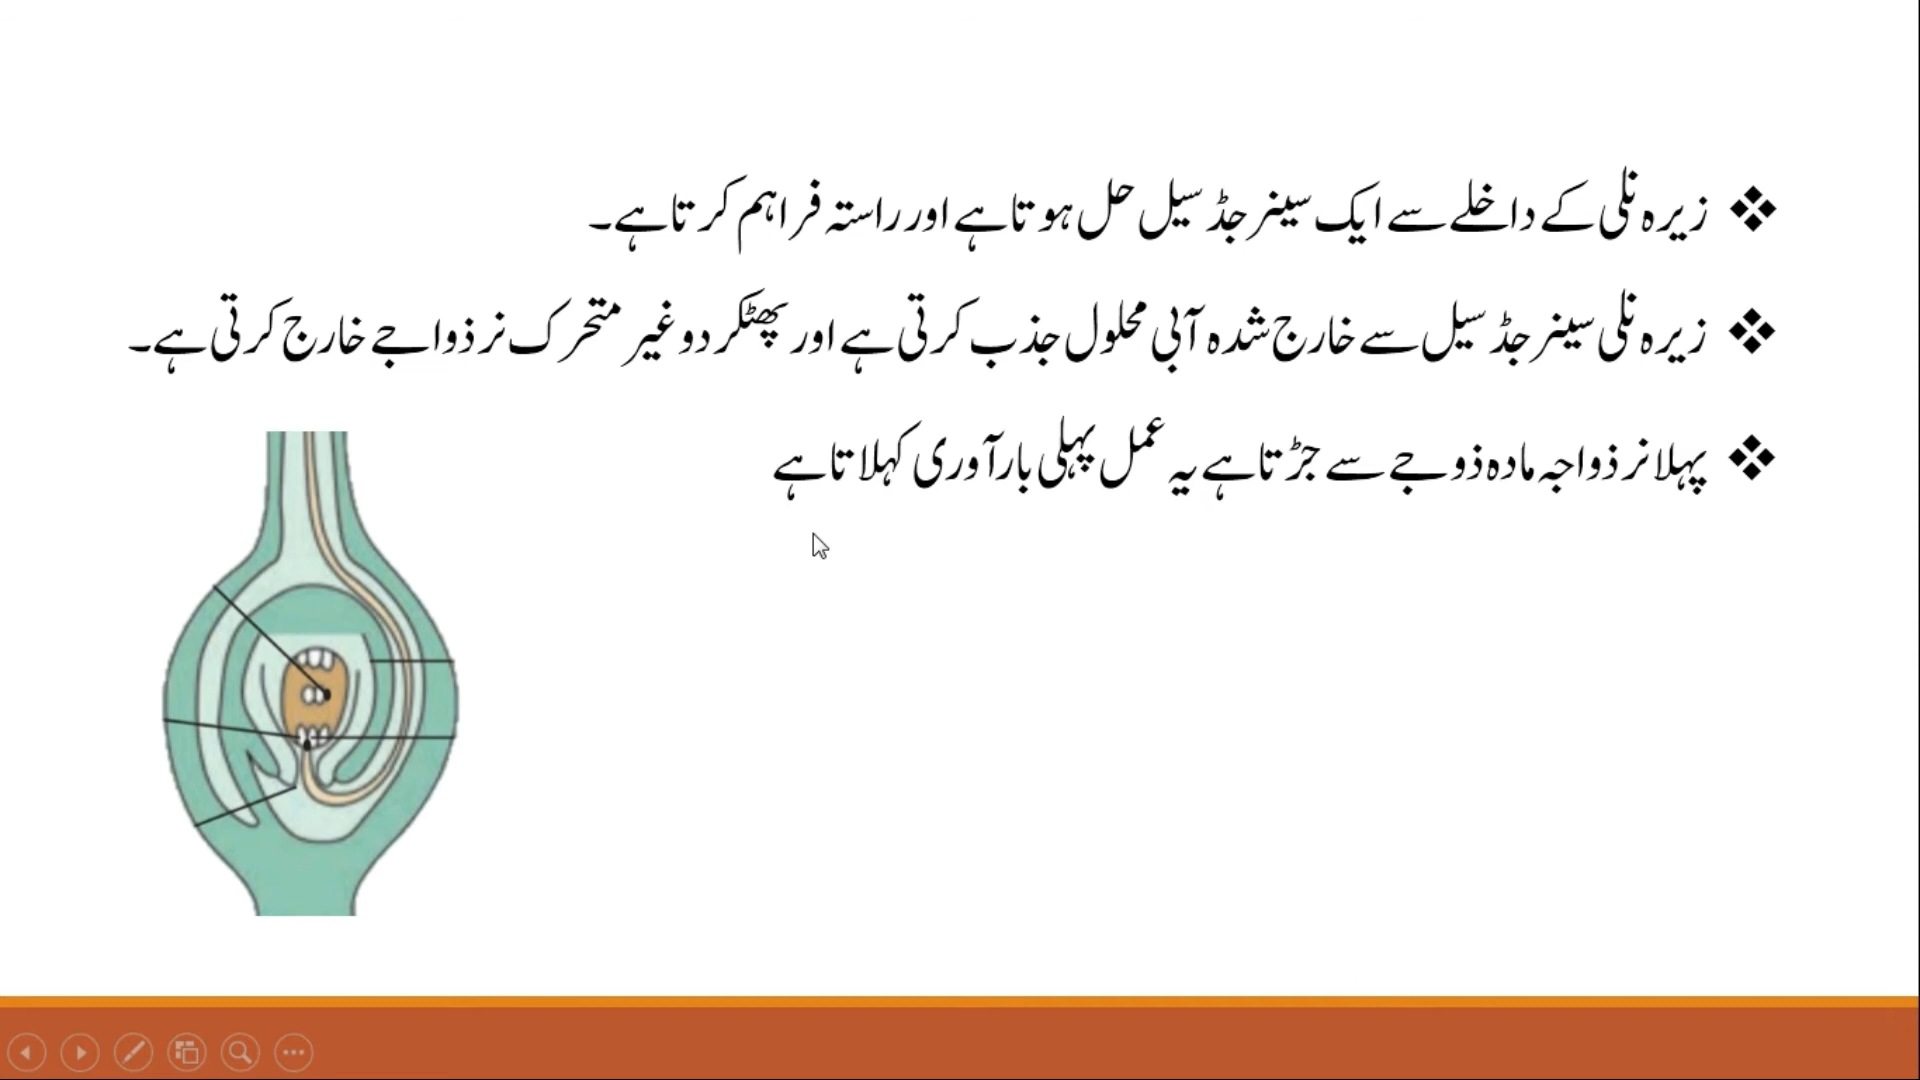 ❖ زیرہ نلی کے داخلے سے ایک سینرجڈ سیل حل ہوتا ہے اور راستہ فراہم کرتا ہے۔
❖ زیرہ نلی سینرجڈ سیل سے خارج شدہ آبی محلول جذب کرتی ہے اور پھٹکر دو غیر متحرک نر ذواجے خارج کرتی ہے۔
❖ پہلا نر ذواجہ مادہ ذوجے سے جڑتا ہے یہ عمل پہلی بارآوری کہلاتا ہے